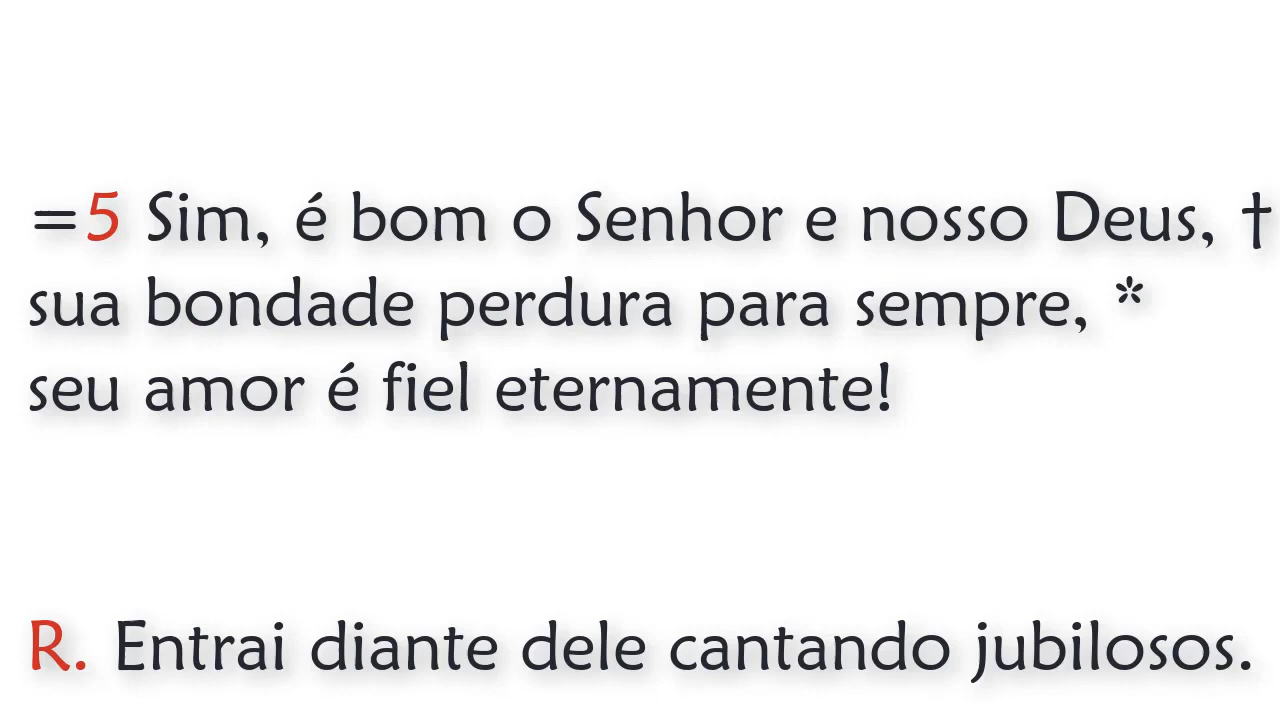 =5 Sim, é bom o Senhor e nosso Deus, †
sua bondade perdura para sempre, *
seu amor é fiel eternamente!
R. Entrai diante dele cantando jubilosos.